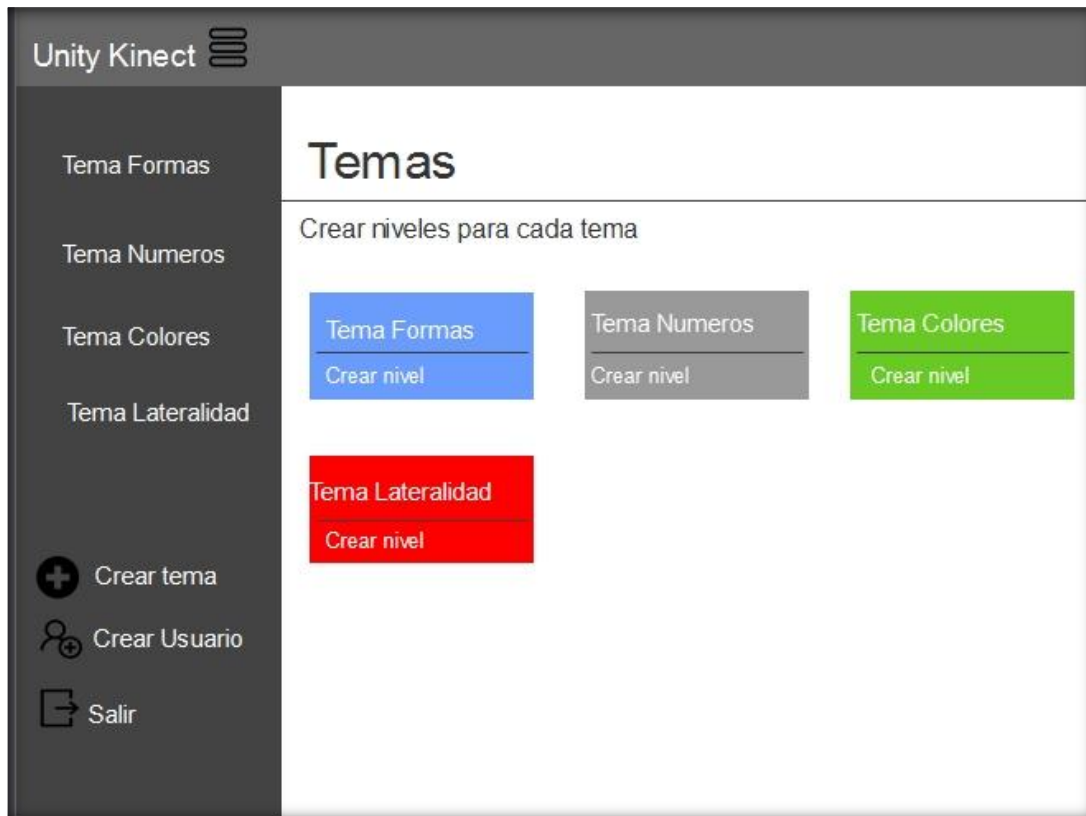 Unity Kinect
Tema Formas
Tema Numeros
Tema Colores
Tema Lateralidad
Crear tema
Crear Usuario
Salir
Temas
Crear niveles para cada tema
Tema Formas
Crear nivel
Tema Numeros
Crear nivel
Tema Colores
Crear nivel
Tema Lateralidad
Crear nivel